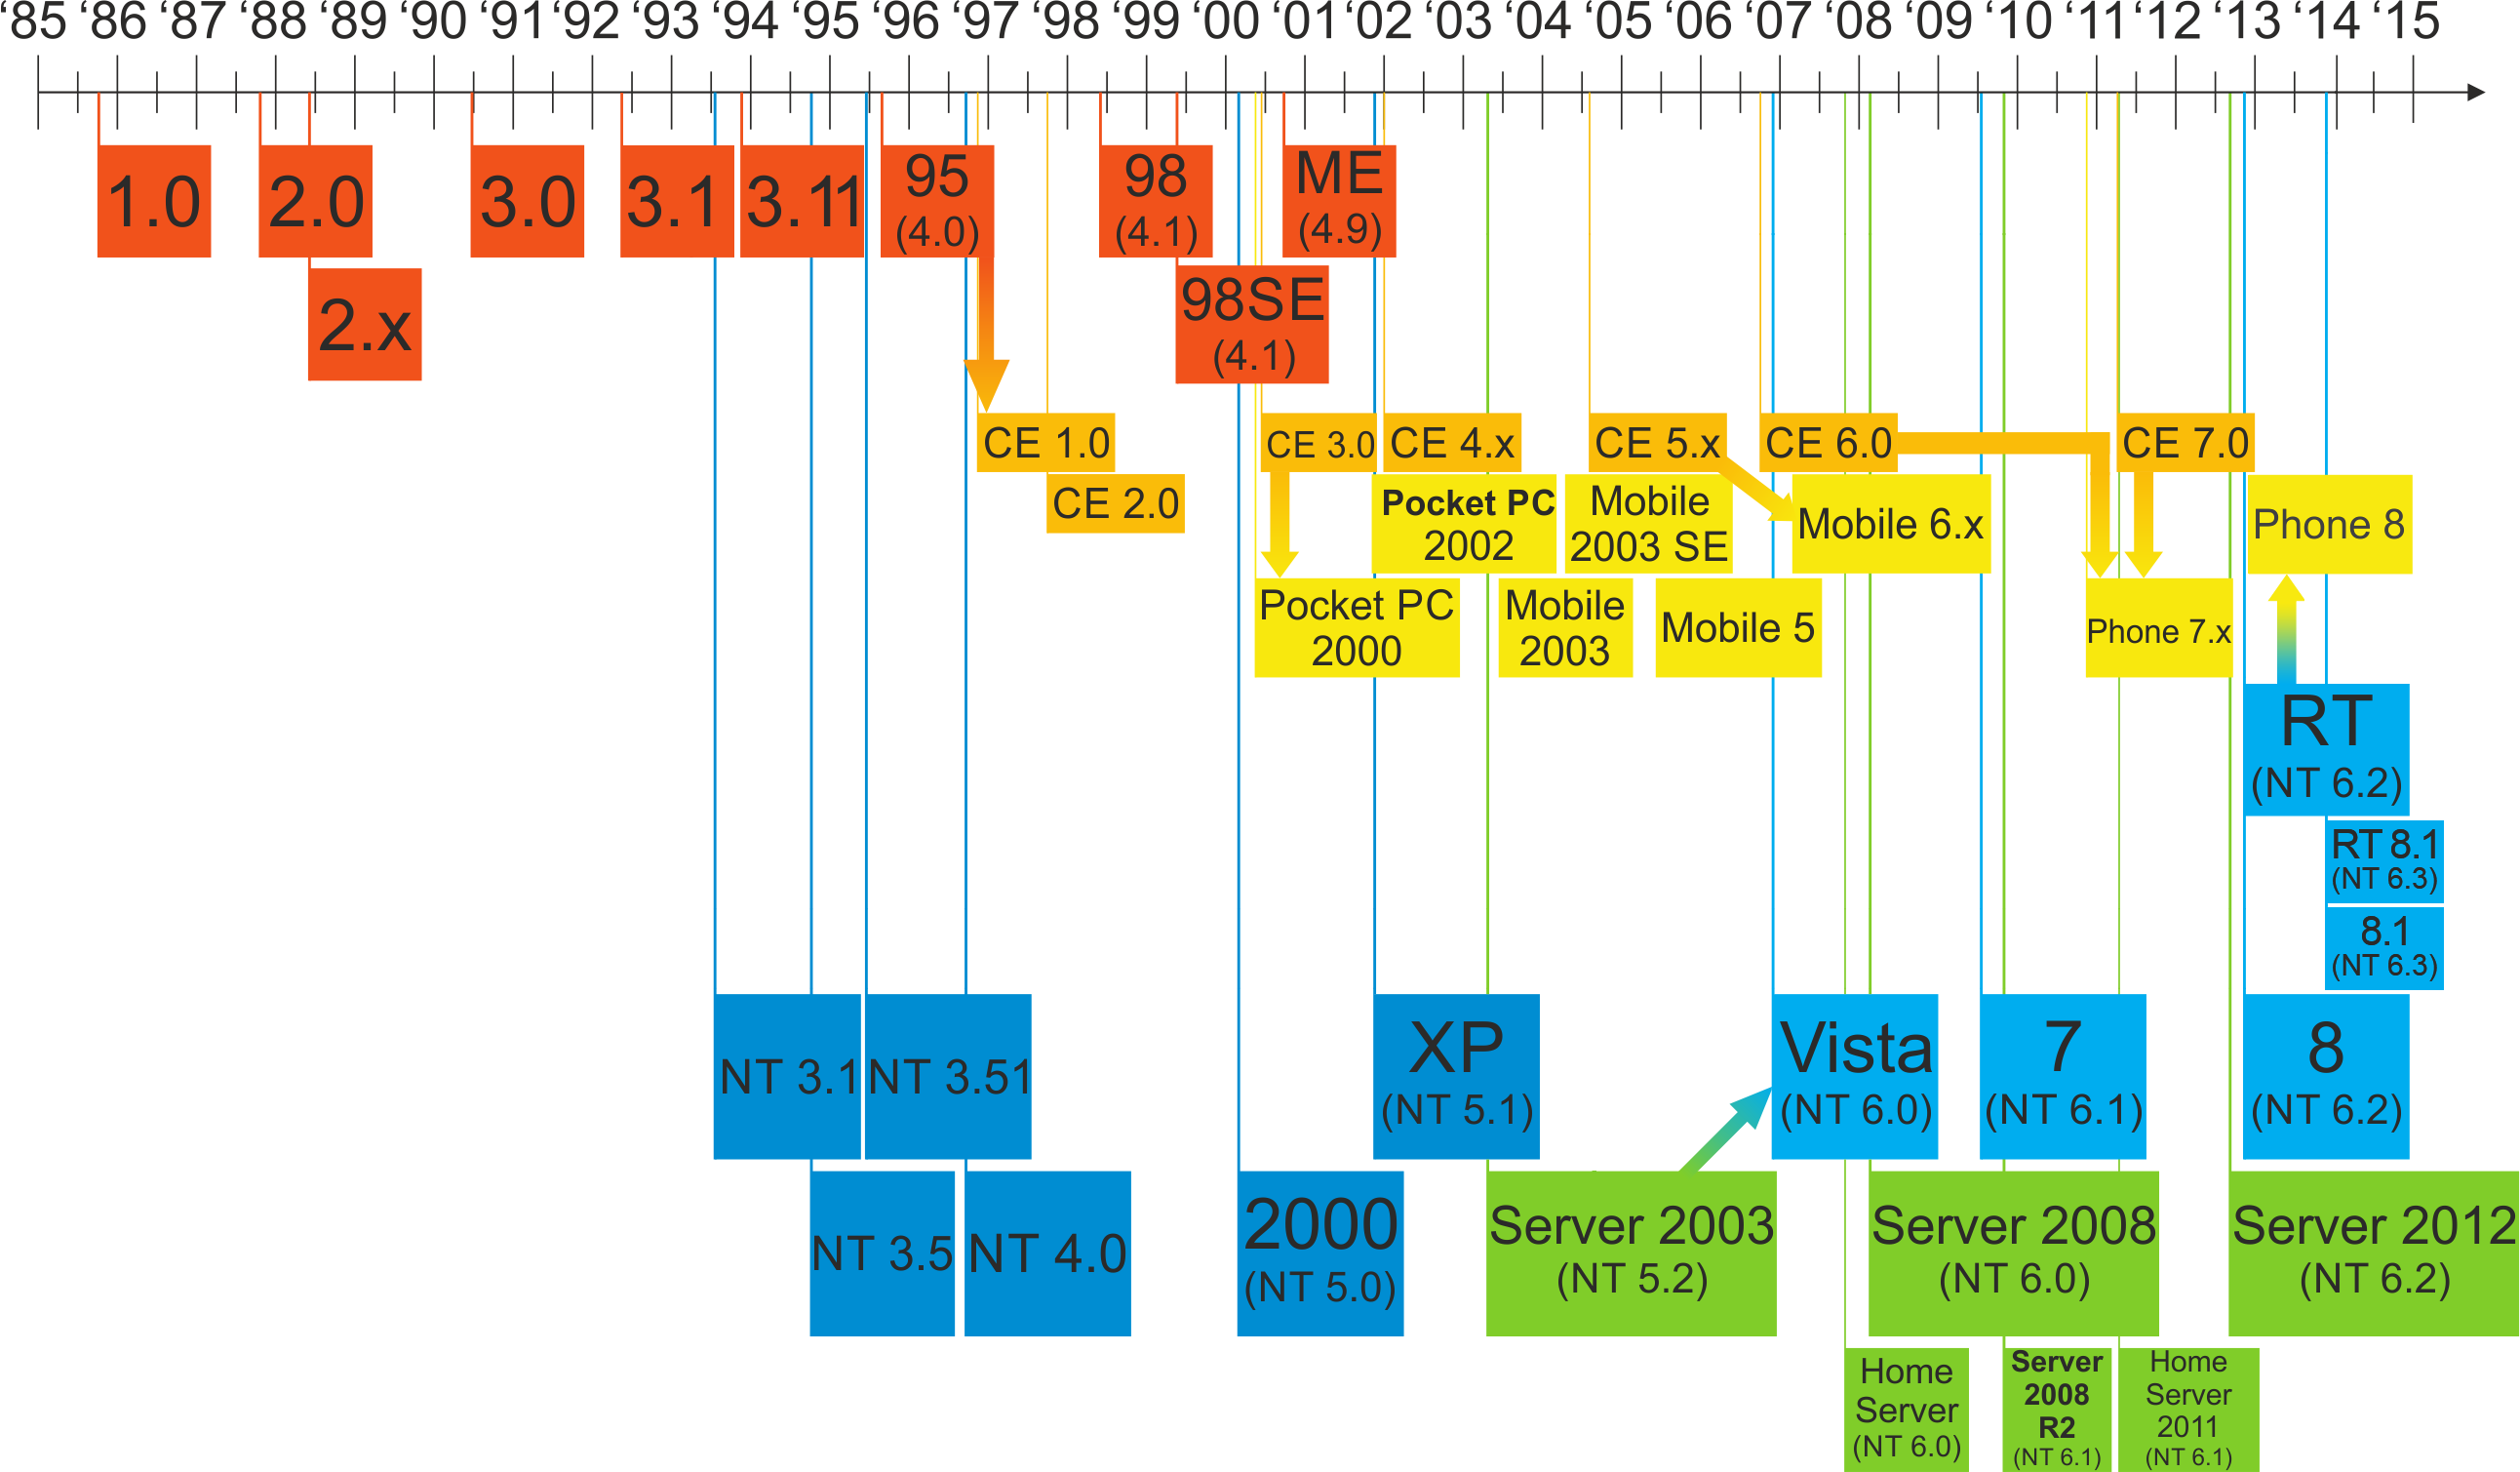 ‘85 ‘86 ‘87 ‘88 ‘89 ‘90 ‘91 ‘92 ‘93 ‘94 ‘95 ‘96 ‘97 ‘98 ‘99 ‘00 ‘01 ‘02 ‘03 ‘04 ‘05 ‘06 ‘07 ‘08 ‘09 ‘10 ‘11 ‘12 ‘13 ‘14 ‘15
1.0
2.0
3.0
3.1
3.11
95
(4.0)
98
(4.1)
ME
(4.9)
2.x
98SE
(4.1)
CE 1.0
CE 3.0
CE 4.x
CE 5.x
CE 6.0
CE 7.0
CE 2.0
Pocket PC
2002
Mobile
2003 SE
Mobile 6.x
Phone 8
Pocket PC
2000
Mobile
2003
Mobile 5
Phone 7.x
RT
(NT 6.2)
RT 8.1
(NT 6.3)
8.1
(NT 6.3)
NT 3.1
NT 3.51
XP
(NT 5.1)
Vista
(NT 6.0)
7
(NT 6.1)
8
(NT 6.2)
NT 3.5
NT 4.0
2000
(NT 5.0)
Server 2003
(NT 5.2)
Server 2008
(NT 6.0)
Server 2012
(NT 6.2)
Home
Server
(NT 6.0)
Server
2008
R2
(NT 6.1)
Home
Server
2011
(NT 6.1)